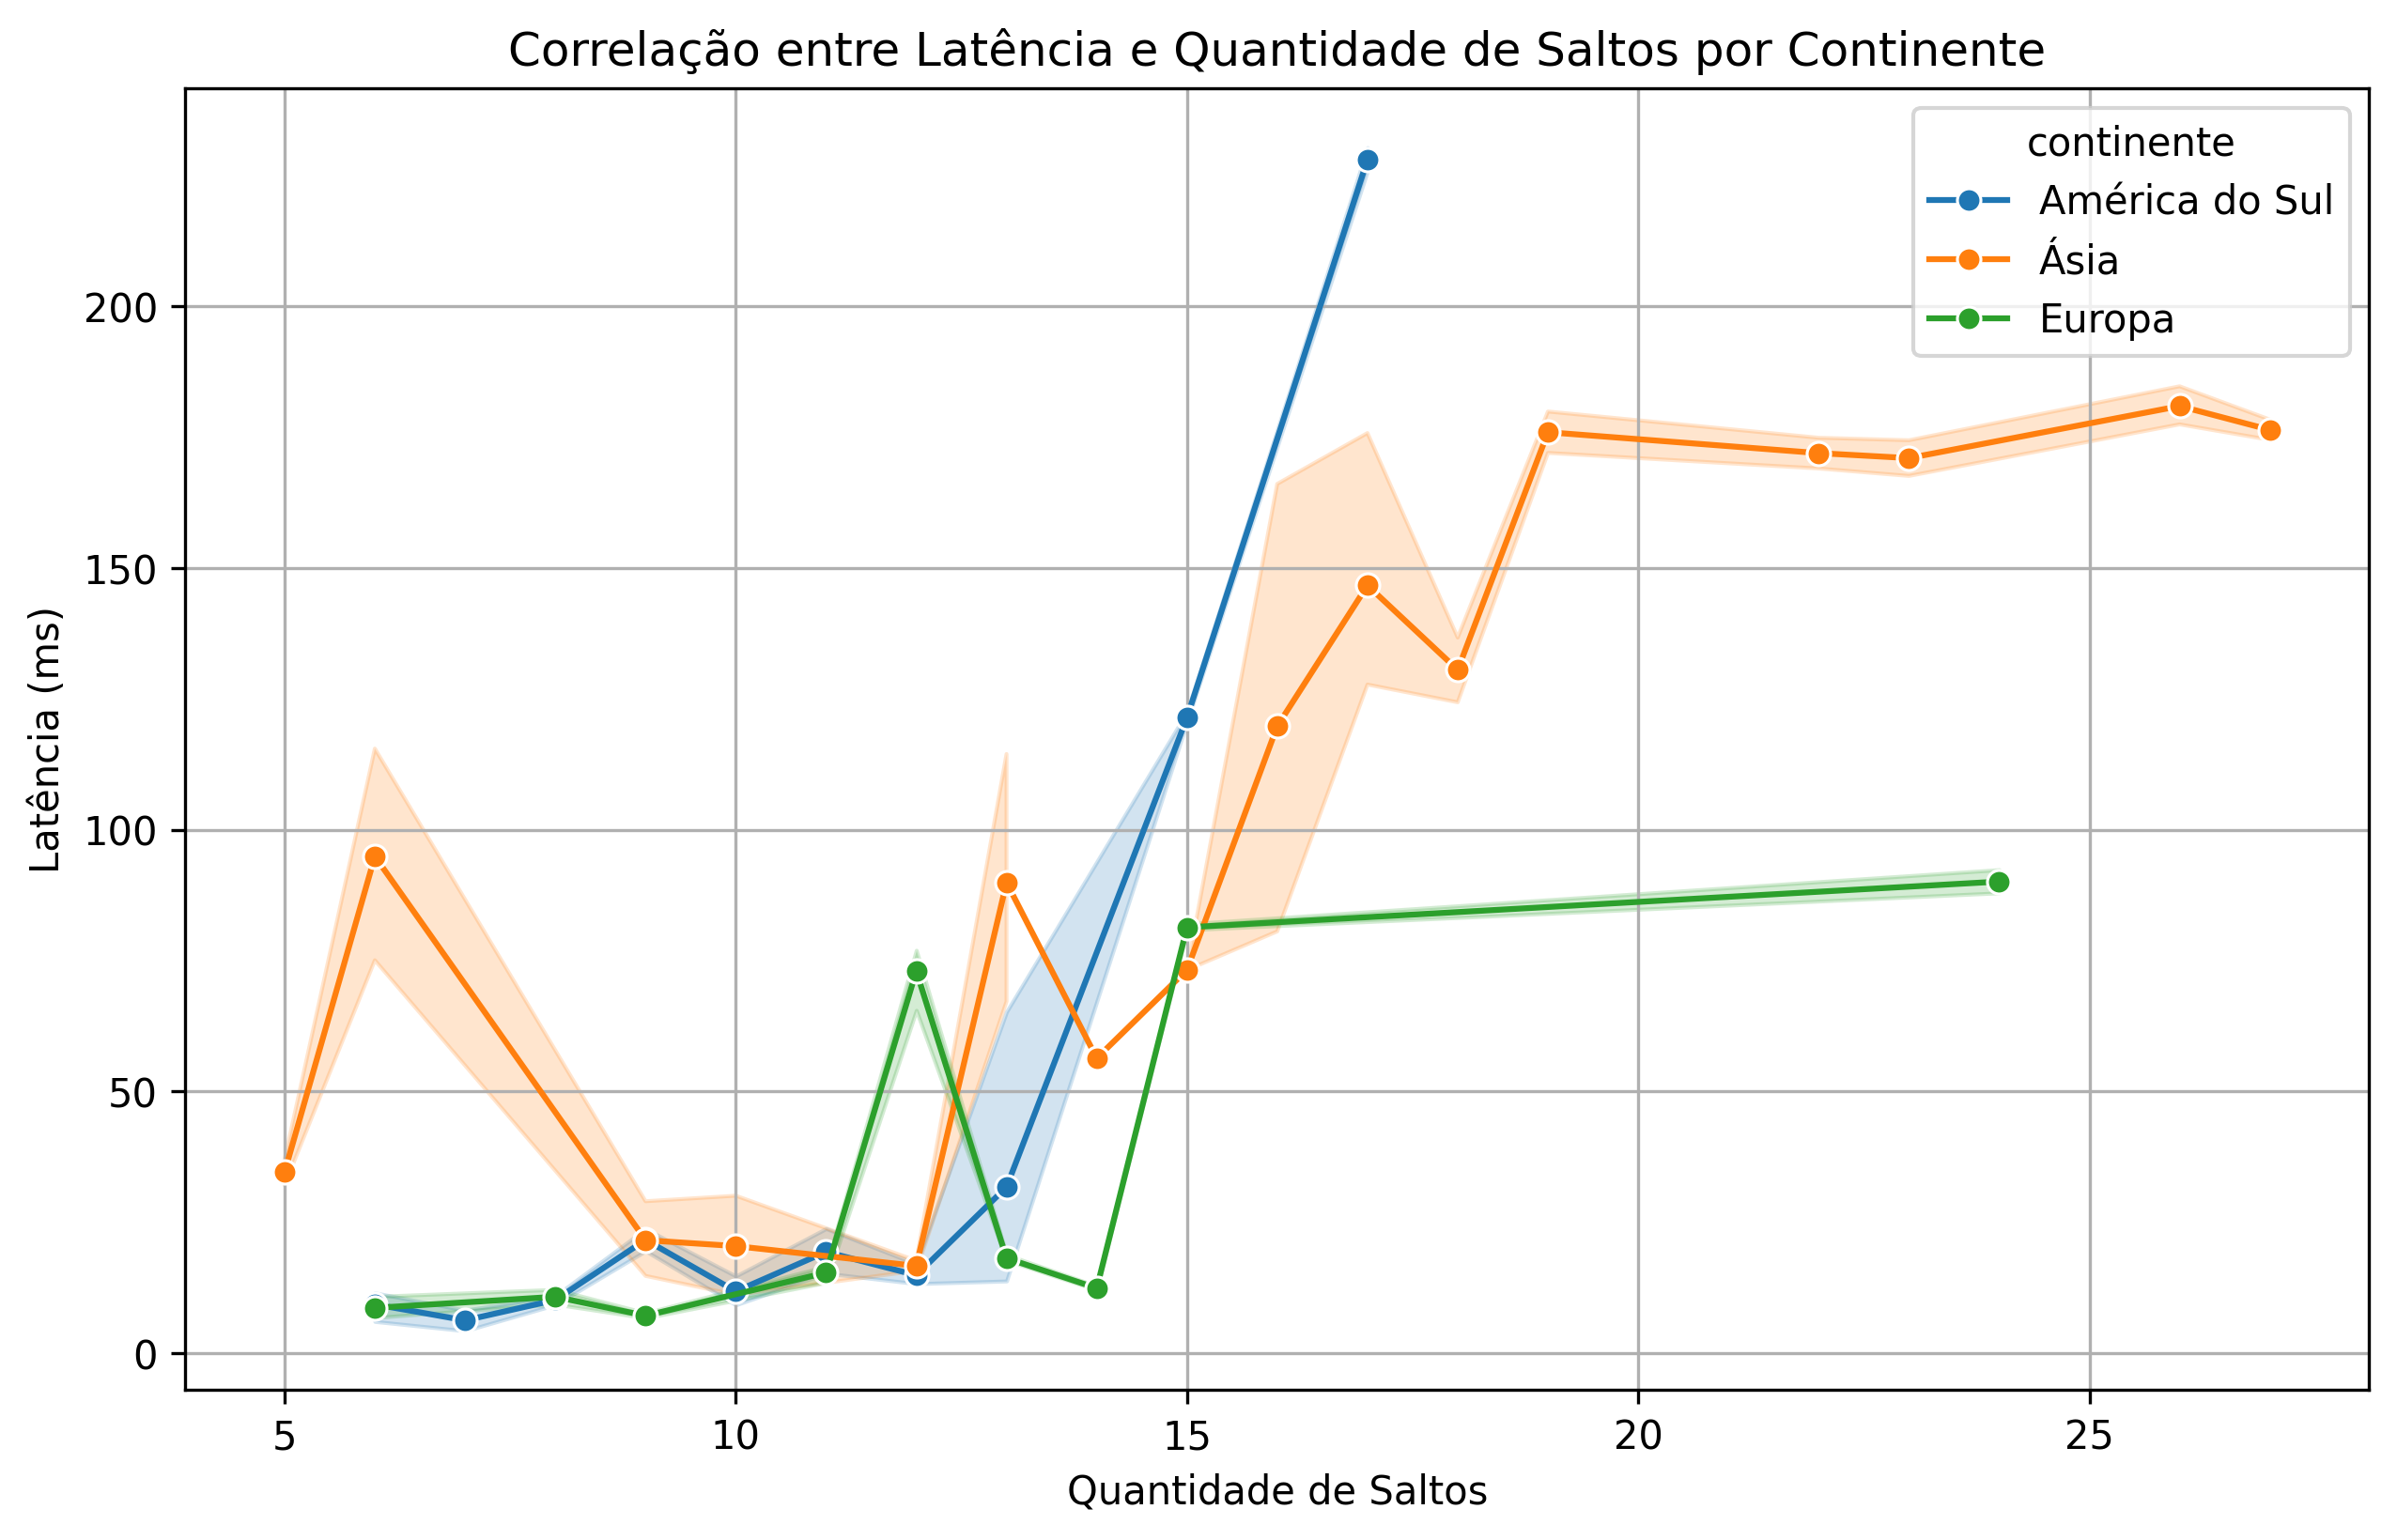 Correlação entre Latência e Quantidade de Saltos por Continente
continente
América do Sul
Ásia
Europa
Latência (ms)
200
150
100
50
0
5 10 15 20 25
Quantidade de Saltos